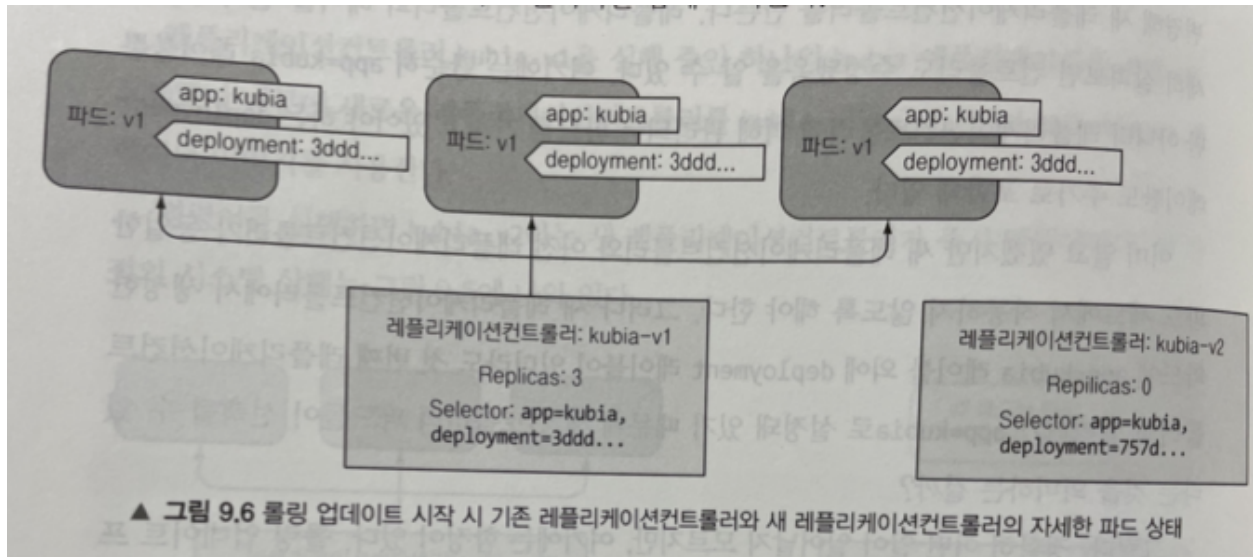 파드: v1
app: kubia
deployment: 3ddd...
파드: v1
app: kubia
deployment: 3ddd...
파드: v1
app: kubia
deployment: 3ddd...
레플리케이션컨트롤러: kubia-v1
Replicas: 3
Selector: app=kubia,
deployment=3ddd...
레플리케이션컨트롤러: kubia-v2
Repilicas: 0
Selector: app=kubia,
deployment=757d...
▲ 그림 9.6 롤링 업데이트 시작 시 기존 레플리케이션컨트롤러와 새 레플리케이션컨트롤러의 자세한 파드 상태